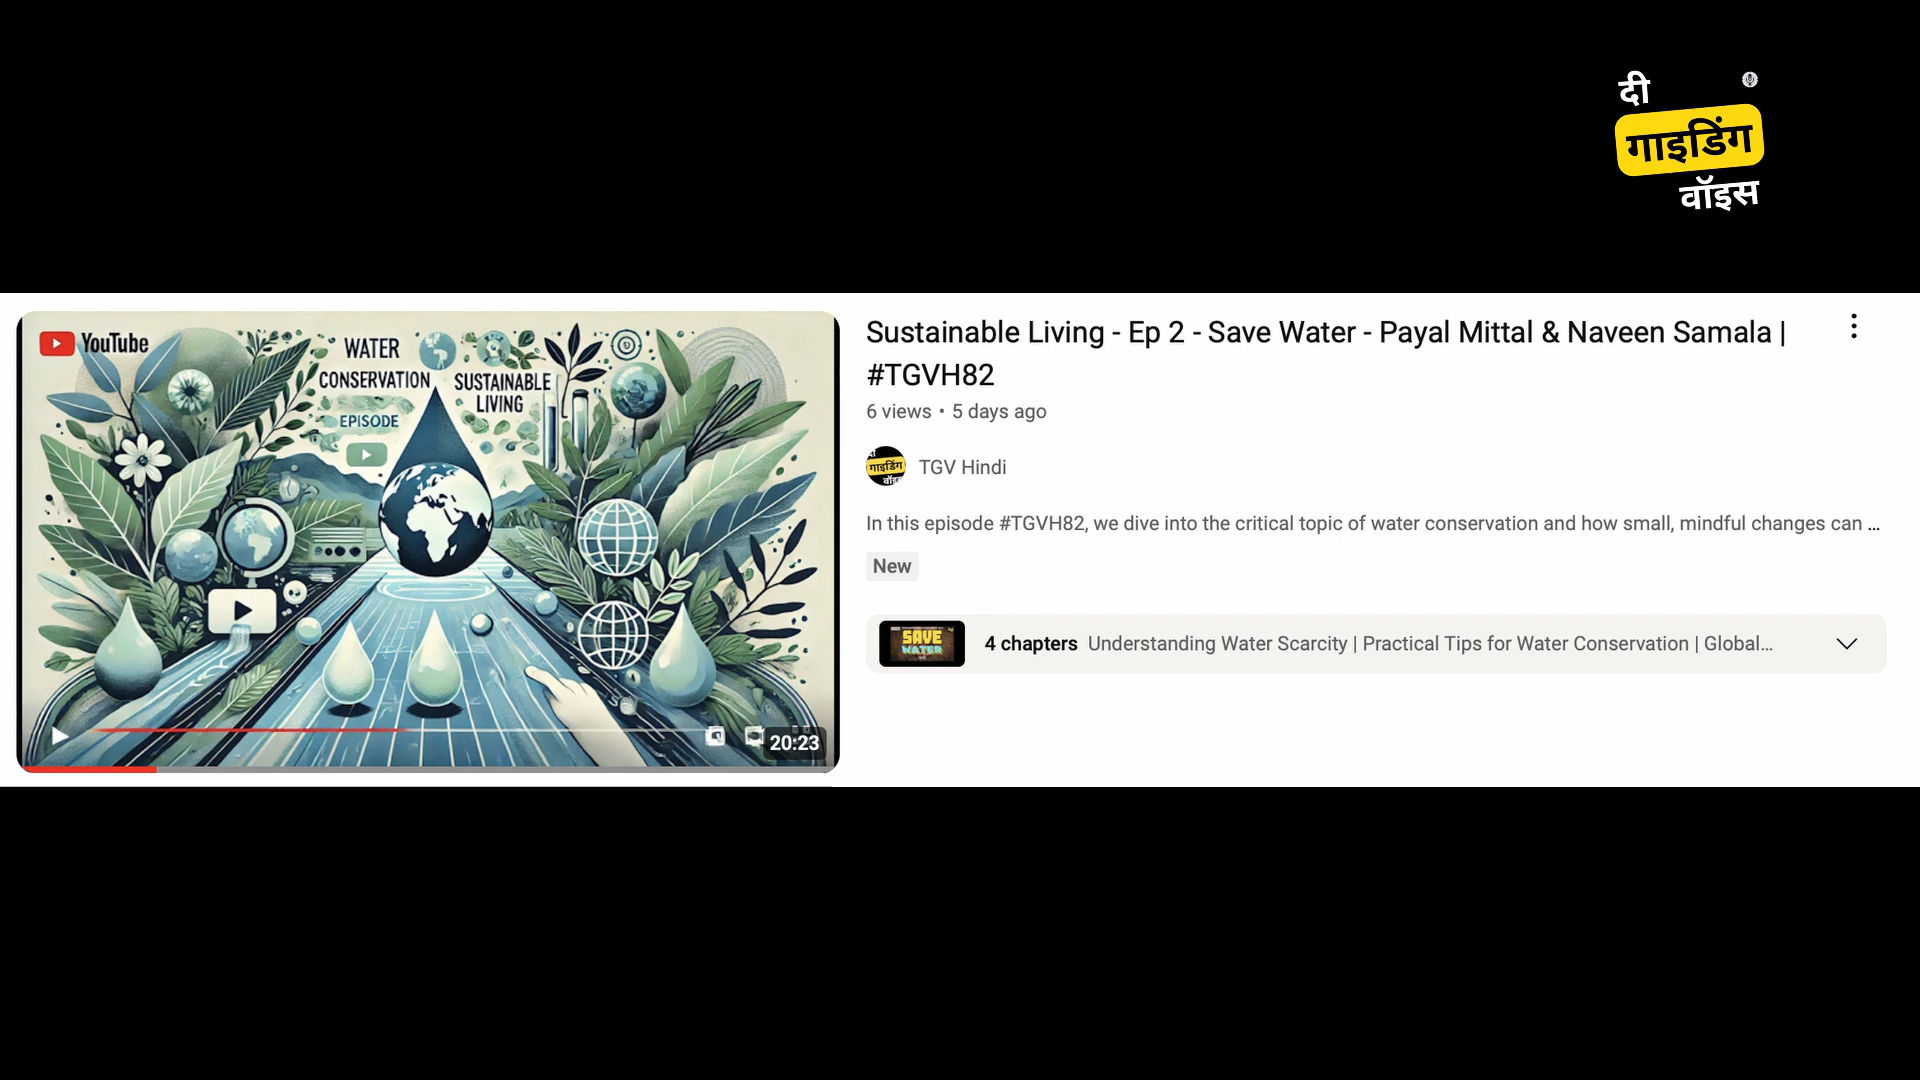 दी
गाइडिंग
वॉइस
YouTube
WATER
CONSERVATION
SUSTAINABLE
LIVING
EPISODE
20:23
Sustainable Living - Ep 2 - Save Water - Payal Mittal & Naveen Samala |
#TGVH82
6 views • 5 days ago
गाइडिंग
TGV Hindi
In this episode #TGVH82, we dive into the critical topic of water conservation and how small, mindful changes can ...
New
SAVE
WATER
4 chapters Understanding Water Scarcity | Practical Tips for Water Conservation | Global...